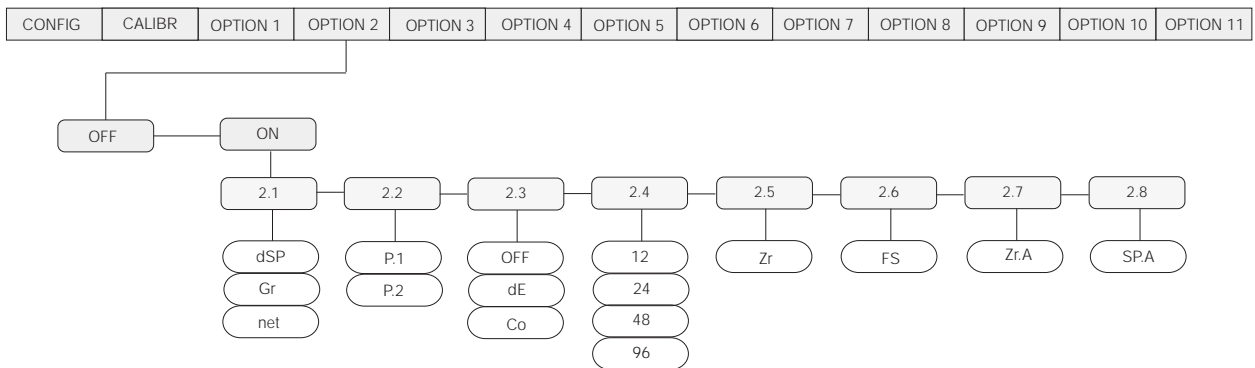 CONFIG CALIBR OPTION 1 OPTION 2 OPTION 3 OPTION 4 OPTION 5 OPTION 6 OPTION 7 OPTION 8 OPTION 9 OPTION 10 OPTION 11
OFF ON
2.1 2.2 2.3 2.4 2.5 2.6 2.7 2.8
dSP P.1 OFF 12 Zr FS Zr.A SP.A
Gr P.2 dE 24
net Co 48
96